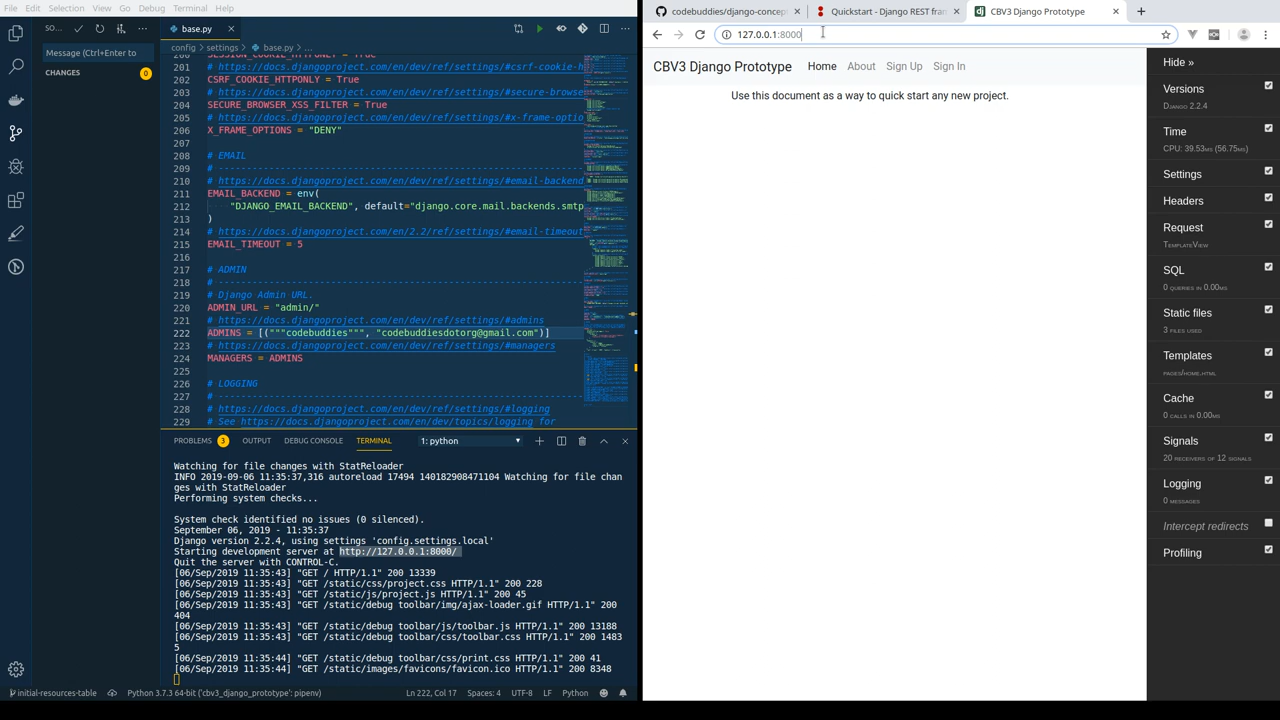 File Edit Selection View Go Debug Terminal Help
SO...
Message (Ctrl+Enter to
CHANGES 0
base.py
config > settings > base.py > ...
200 SESSION_COOKIE_HTTPONLY = True
201 # https://docs.djangoproject.com/en/dev/ref/settings/#csrf-cookie-h
202 CSRF_COOKIE_HTTPONLY = True
203 # https://docs.djangoproject.com/en/dev/ref/settings/#secure-browse
204 SECURE_BROWSER_XSS_FILTER = True
205 # https://docs.djangoproject.com/en/dev/ref/settings/#x-frame-optio
206 X_FRAME_OPTIONS = "DENY"
207
208 # EMAIL
209 # ------------------------------------------------------------------
210 # https://docs.djangoproject.com/en/dev/ref/settings/#email-backend
211 EMAIL_BACKEND = env(
212 "DJANGO_EMAIL_BACKEND", default="django.core.mail.backends.smtp
213 )
214 # https://docs.djangoproject.com/en/2.2/ref/settings/#email-timeout
215 EMAIL_TIMEOUT = 5
216
217 # ADMIN
218 # ------------------------------------------------------------------
219 # Django Admin URL.
220 ADMIN_URL = "admin/"
221 # https://docs.djangoproject.com/en/dev/ref/settings/#admins
222 ADMINS = [("""codebuddies""", "codebuddiesdotorg@gmail.com")]
223 # https://docs.djangoproject.com/en/dev/ref/settings/#managers
224 MANAGERS = ADMINS
225
226 # LOGGING
227 # ------------------------------------------------------------------
228 # https://docs.djangoproject.com/en/dev/ref/settings/#logging
229 # See https://docs.djangoproject.com/en/dev/topics/logging for
PROBLEMS 3 OUTPUT DEBUG CONSOLE TERMINAL 1: python
Watching for file changes with StatReloader
INFO 2019-09-06 11:35:37,316 autoreload 17494 140182908471104 Watching for file chan
ges with StatReloader
Performing system checks...
System check identified no issues (0 silenced).
September 06, 2019 - 11:35:37
Django version 2.2.4, using settings 'config.settings.local'
Starting development server at http://127.0.0.1:8000/
Quit the server with CONTROL-C.
[06/Sep/2019 11:35:43] "GET / HTTP/1.1" 200 13339
[06/Sep/2019 11:35:43] "GET /static/css/project.css HTTP/1.1" 200 228
[06/Sep/2019 11:35:43] "GET /static/js/project.js HTTP/1.1" 200 45
[06/Sep/2019 11:35:43] "GET /static/debug_toolbar/img/ajax-loader.gif HTTP/1.1" 200
404
[06/Sep/2019 11:35:43] "GET /static/debug_toolbar/js/toolbar.js HTTP/1.1" 200 13188
[06/Sep/2019 11:35:43] "GET /static/debug_toolbar/css/toolbar.css HTTP/1.1" 200 1483
5
[06/Sep/2019 11:35:44] "GET /static/debug_toolbar/css/print.css HTTP/1.1" 200 41
[06/Sep/2019 11:35:44] "GET /static/images/favicons/favicon.ico HTTP/1.1" 200 8348
initial-resources-table Python 3.7.3 64-bit ('cbv3_django_prototype': pipenv) Ln 222, Col 17 Spaces: 4 UTF-8 LF Python
codebuddies/django-concep Quickstart - Django REST fran CBV3 Django Prototype
127.0.0.1:8000
CBV3 Django Prototype Home About Sign Up Sign In
Use this document as a way to quick start any new project.
Hide »
Versions
Django 2.2.4
Time
CPU: 39.53ms (56.75ms)
Settings
Headers
Request
TemplateView
SQL
0 queries in 0.00ms
Static files
3 files used
Templates
pages/home.html
Cache
0 calls in 0.00ms
Signals
20 receivers of 12 signals
Logging
0 messages
Intercept redirects
Profiling